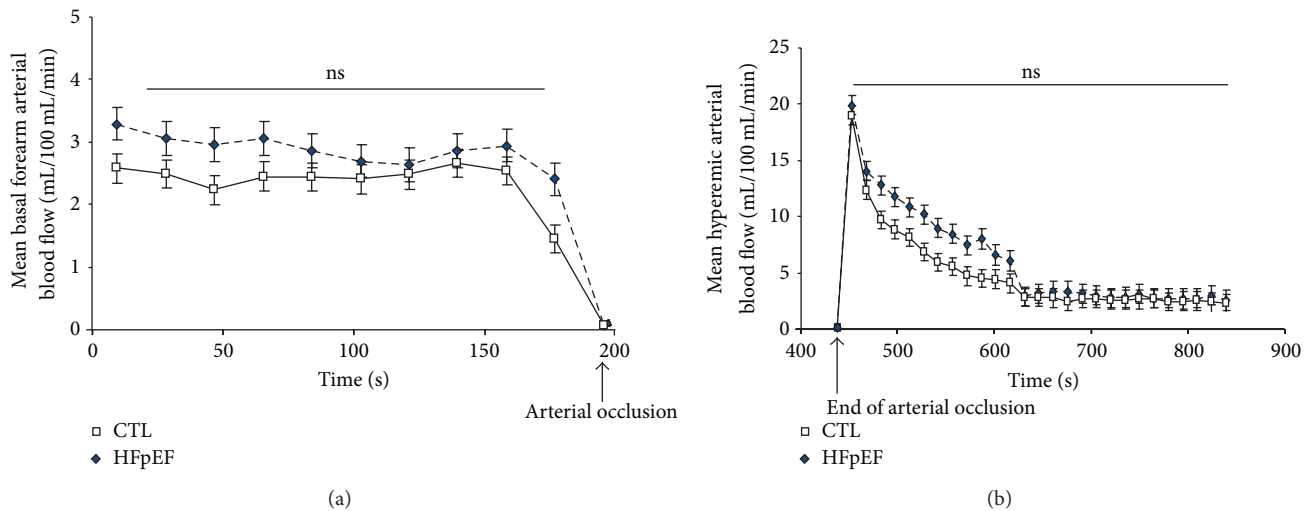 Mean basal forearm arterial
blood flow (mL/100 mL/min)
5
4
3
2
1
0
ns
0
50
100
150
200
Time (s)
Arterial occlusion
CTL
HFpEF
(a)
Mean hyperemic arterial
blood flow (mL/100 mL/min)
25
20
15
10
5
0
ns
400
500
600
700
800
900
Time (s)
End of arterial occlusion
CTL
HFpEF
(b)